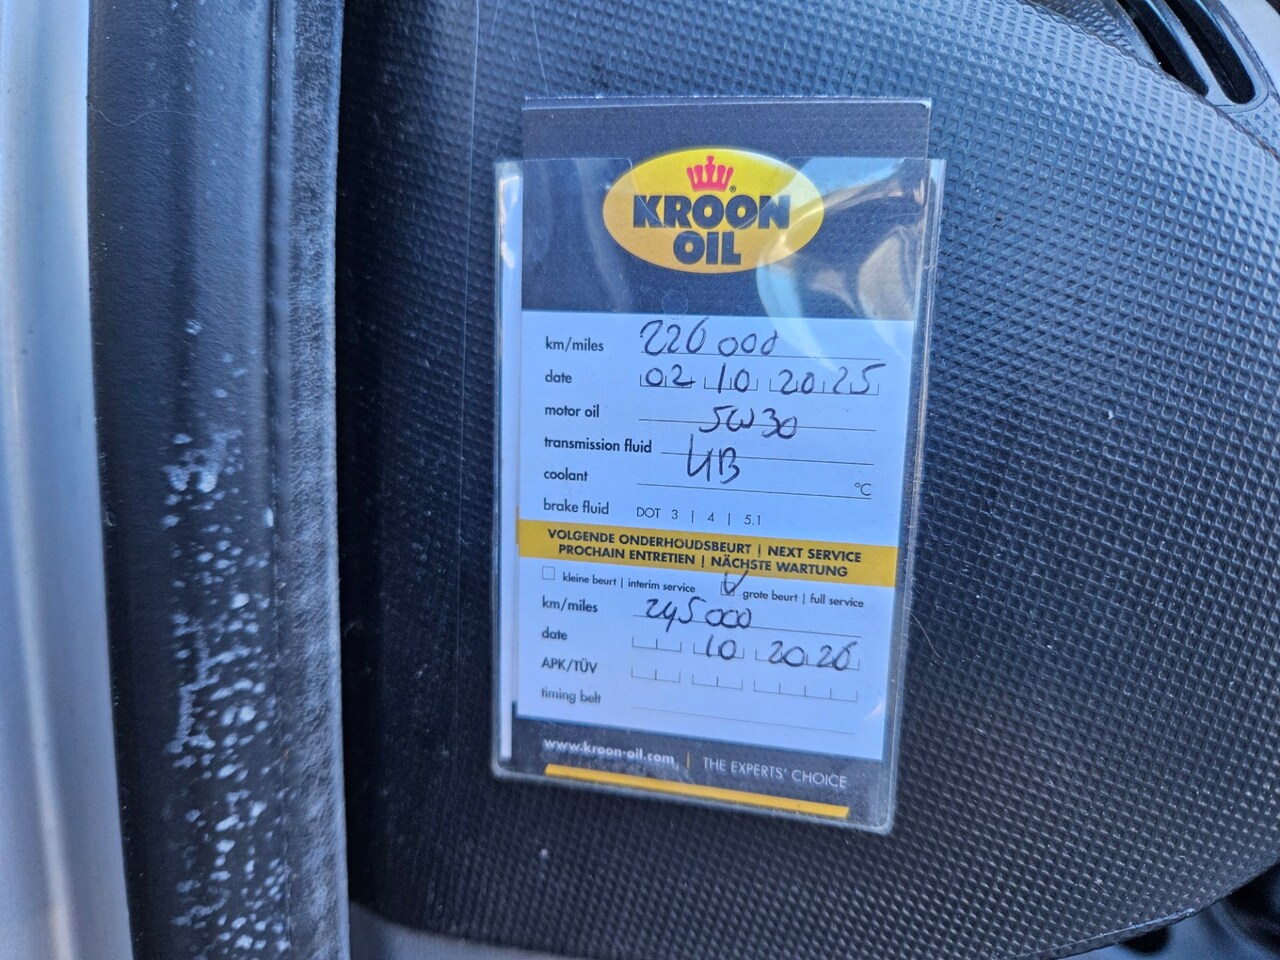 KROON®
OIL
km/miles 226 000
date 02 10 2025
motor oil 5W30
transmission fluid
coolant °C
brake fluid DOT 3 | 4 | 5.1
VOLGENDE ONDERHOUDSBEURT | NEXT SERVICE
PROCHAIN ENTRETIEN | NÄCHSTE WARTUNG
kleine beurt | interim service grote beurt | full service
km/miles 245 000
date 10 2026
APK/TÜV
timing belt
www.kroon-oil.com | THE EXPERTS' CHOICE